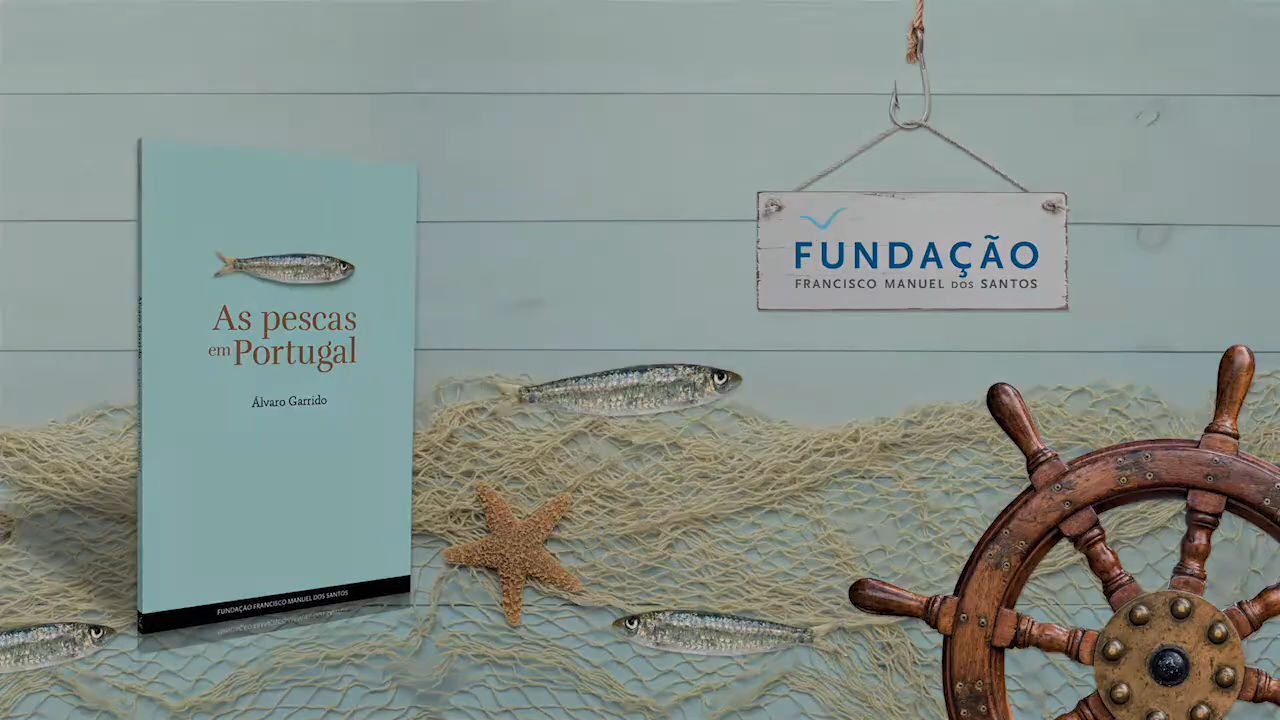 As pescas
em Portugal
Álvaro Garrido
FUNDAÇÃO FRANCISCO MANUEL DOS SANTOS
FUNDAÇÃO
FRANCISCO MANUEL DOS SANTOS